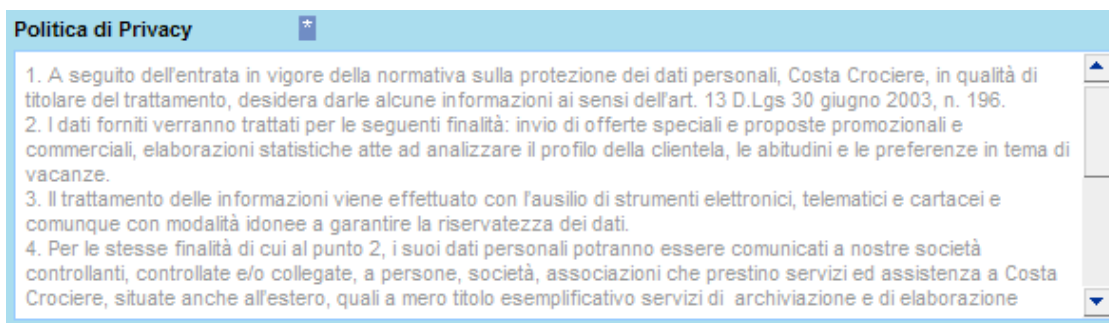 Politica di Privacy *
1. A seguito dell'entrata in vigore della normativa sulla protezione dei dati personali, Costa Crociere, in qualità di
titolare del trattamento, desidera darle alcune informazioni ai sensi dell'art. 13 D.Lgs 30 giugno 2003, n. 196.
2. I dati forniti verranno trattati per le seguenti finalità: invio di offerte speciali e proposte promozionali e
commerciali, elaborazioni statistiche atte ad analizzare il profilo della clientela, le abitudini e le preferenze in tema di
vacanze.
3. Il trattamento delle informazioni viene effettuato con l'ausilio di strumenti elettronici, telematici e cartacei e
comunque con modalità idonee a garantire la riservatezza dei dati.
4. Per le stesse finalità di cui al punto 2, i suoi dati personali potranno essere comunicati a nostre società
controllanti, controllate e/o collegate, a persone, società, associazioni che prestino servizi ed assistenza a Costa
Crociere, situate anche all'estero, quali a mero titolo esemplificativo servizi di archiviazione e di elaborazione